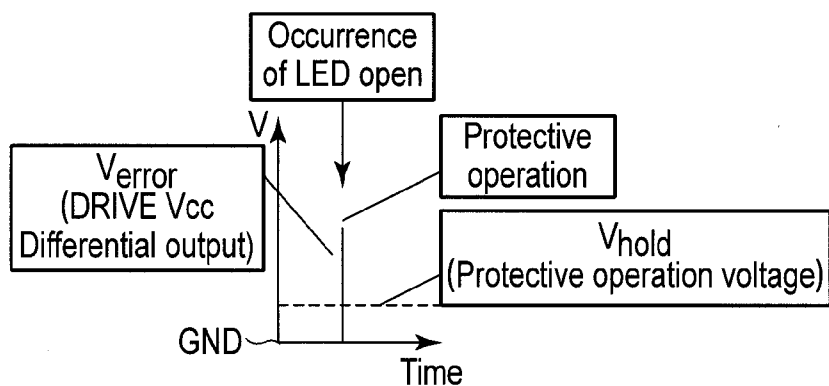 Occurrence
of LED open
V
Protective
operation
Verror
(DRIVE Vcc
Differential output)
Vhold
(Protective operation voltage)
GND
Time